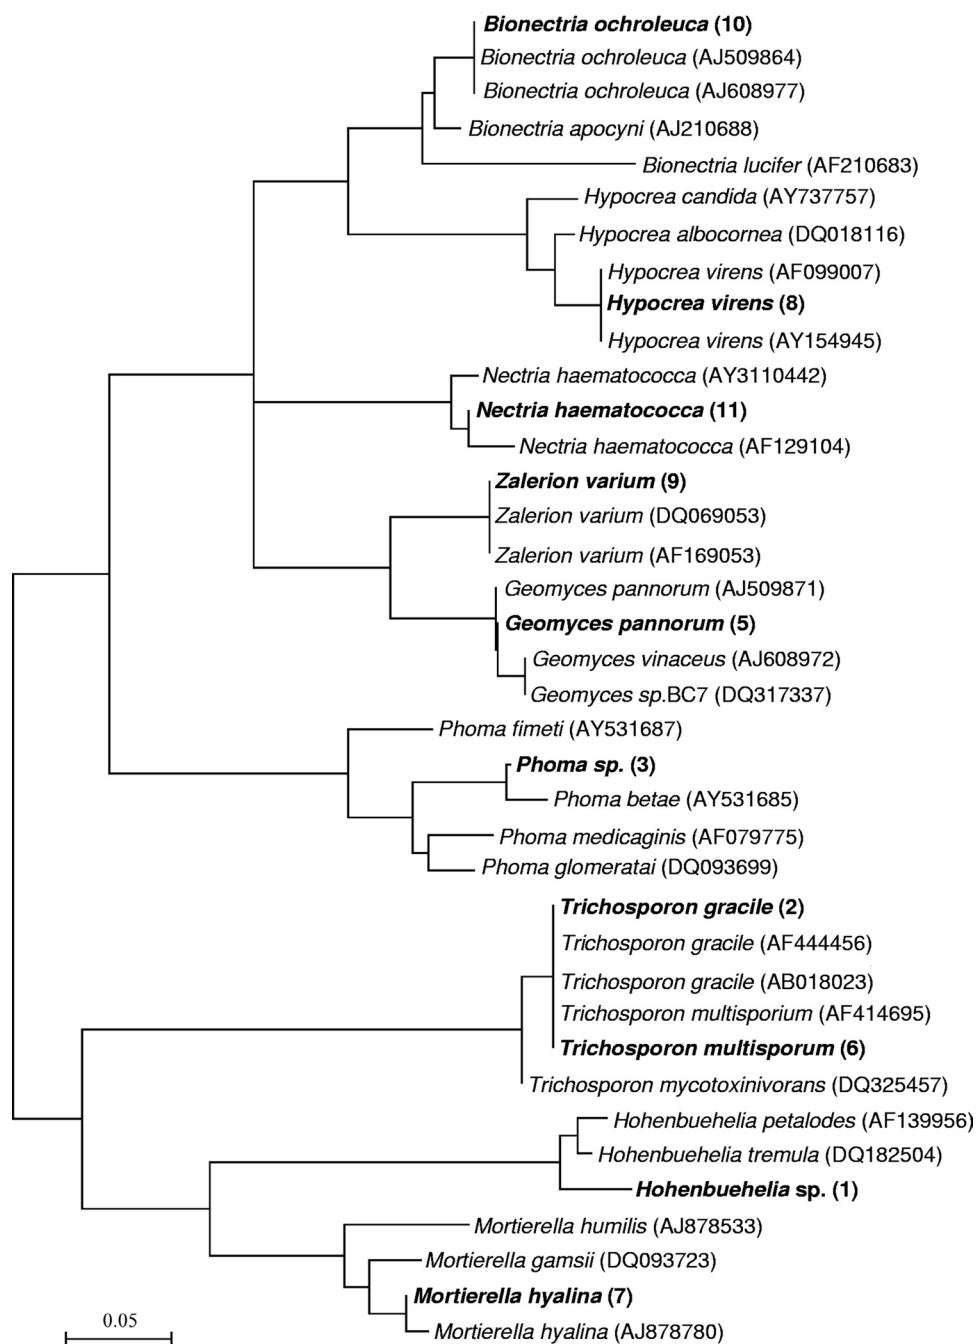 Bionectria ochroleuca (10)
Bionectria ochroleuca (AJ509864)
Bionectria ochroleuca (AJ608977)
Bionectria apocyni (AJ210688)
Bionectria lucifer (AF210683)
Hypocrea candida (AY737757)
Hypocrea albocornea (DQ018116)
Hypocrea virens (AF099007)
Hypocrea virens (8)
Hypocrea virens (AY154945)
Nectria haematococca (AY3110442)
Nectria haematococca (11)
Nectria haematococca (AF129104)
Zalerion varium (9)
Zalerion varium (DQ069053)
Zalerion varium (AF169053)
Geomyces pannorum (AJ509871)
Geomyces pannorum (5)
Geomyces vinaceus (AJ608972)
Geomyces sp.BC7 (DQ317337)
Phoma fimeti (AY531687)
Phoma sp. (3)
Phoma betae (AY531685)
Phoma medicaginis (AF079775)
Phoma glomeratai (DQ093699)
Trichosporon gracile (2)
Trichosporon gracile (AF444456)
Trichosporon gracile (AB018023)
Trichosporon multisporium (AF414695)
Trichosporon multisporum (6)
Trichosporon mycotoxinivorans (DQ325457)
Hohenbuehelia petalodes (AF139956)
Hohenbuehelia tremula (DQ182504)
Hohenbuehelia sp. (1)
Mortierella humilis (AJ878533)
Mortierella gamsii (DQ093723)
Mortierella hyalina (7)
Mortierella hyalina (AJ878780)
0.05